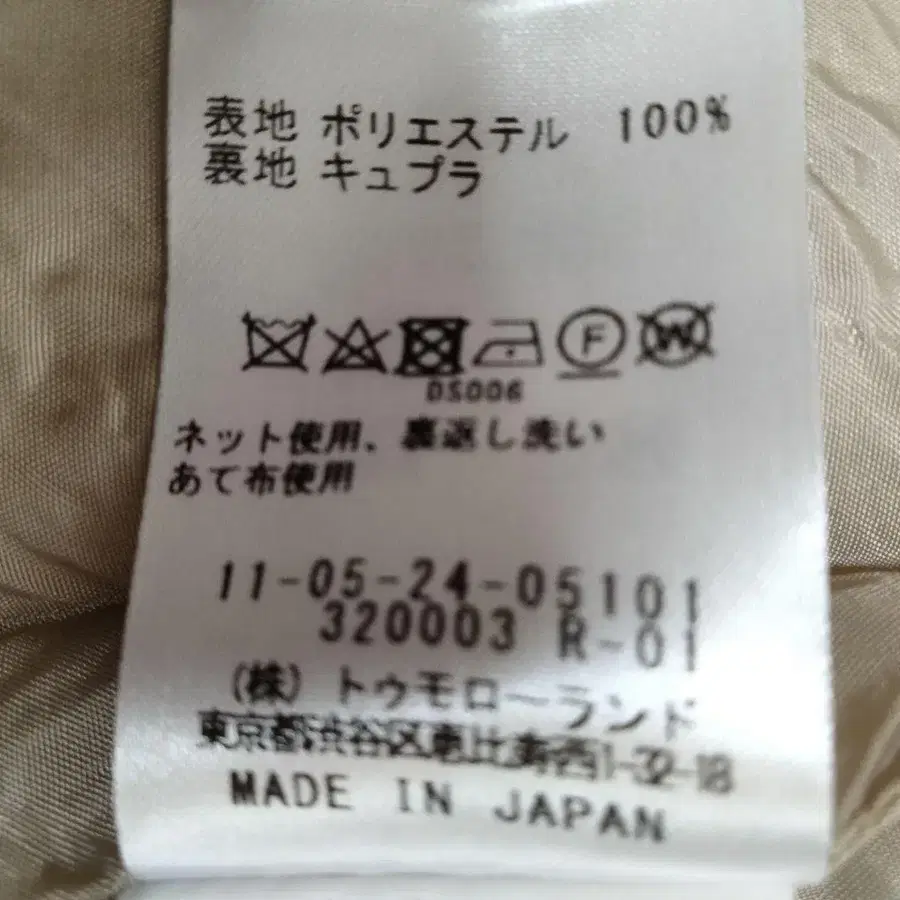 表地 ポリエステル 100%
裏地 キュプラ
F W
DS006
ネット使用、裏返し洗い
あて布使用
11-05-24-05101
320003 R-01
(株) トゥモローランド
東京都渋谷区恵比寿西1-32-18
MADE IN JAPAN